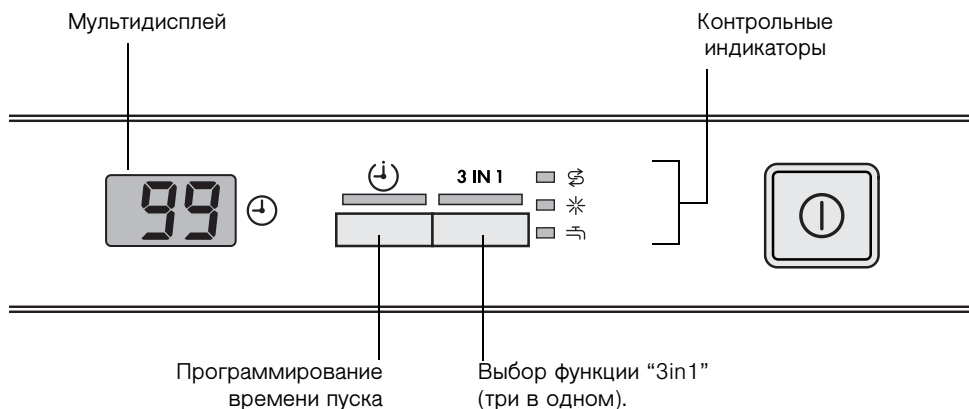 Мультидисплей
Контрольные
индикаторы
99
3 IN 1
Программирование
времени пуска
Выбор функции “3in1”
(три в одном).